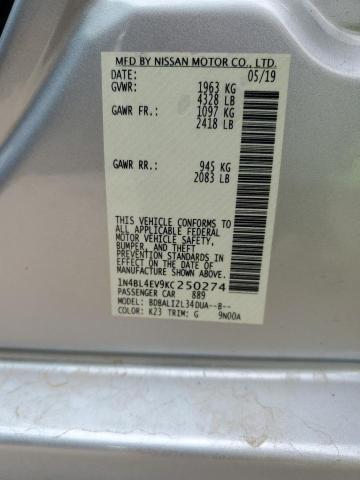 MFD BY NISSAN MOTOR CO., LTD.
DATE: 05/19
GVWR: 1963 KG
4328 LB
GAWR FR.: 1097 KG
2418 LB
GAWR RR.: 945 KG
2083 LB
THIS VEHICLE CONFORMS TO
ALL APPLICABLE FEDERAL
MOTOR VEHICLE SAFETY,
BUMPER, AND THEFT
PREVENTION STANDARDS IN
EFFECT ON THE DATE OF
MANUFACTURE SHOWN ABOVE.
1N4BL4EV9KC250274
PASSENGER CAR 889
MODEL: BDBALIZL34DUA--B--
COLOR: K23 TRIM: G 9N00A